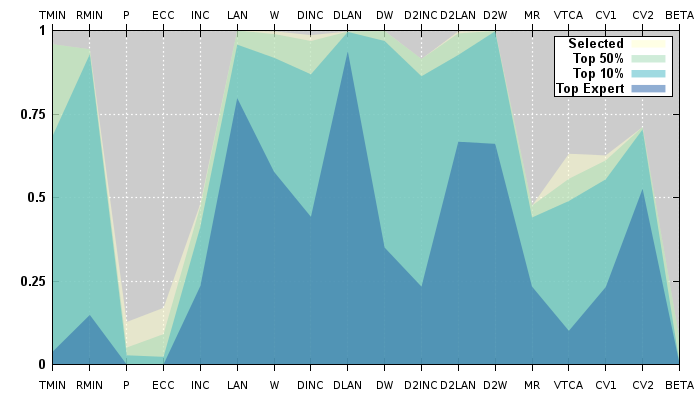 TMIN RMIN P ECC INC LAN W DINC DLAN DW D2INC D2LAN D2W MR VTCA CV1 CV2 BETA
1
Selected
Top 50%
Top 10%
Top Expert
0.75
0.5
0.25
0
TMIN RMIN P ECC INC LAN W DINC DLAN DW D2INC D2LAN D2W MR VTCA CV1 CV2 BETA